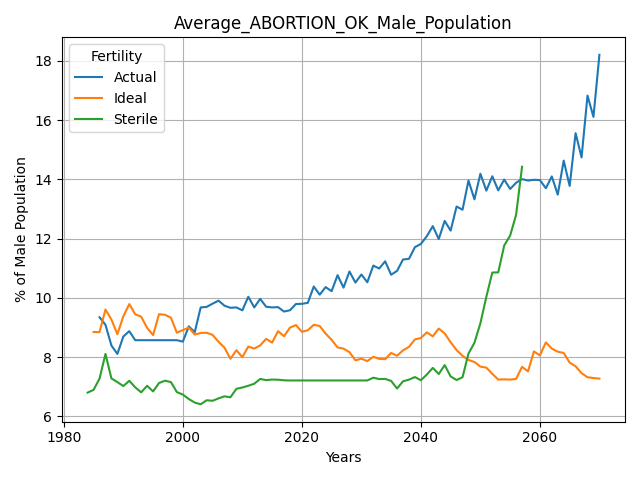 Average_ABORTION_OK_Male_Population
Fertility
Actual
Ideal
Sterile
% of Male Population
18
16
14
12
10
8
6
1980 2000 2020 2040 2060
Years